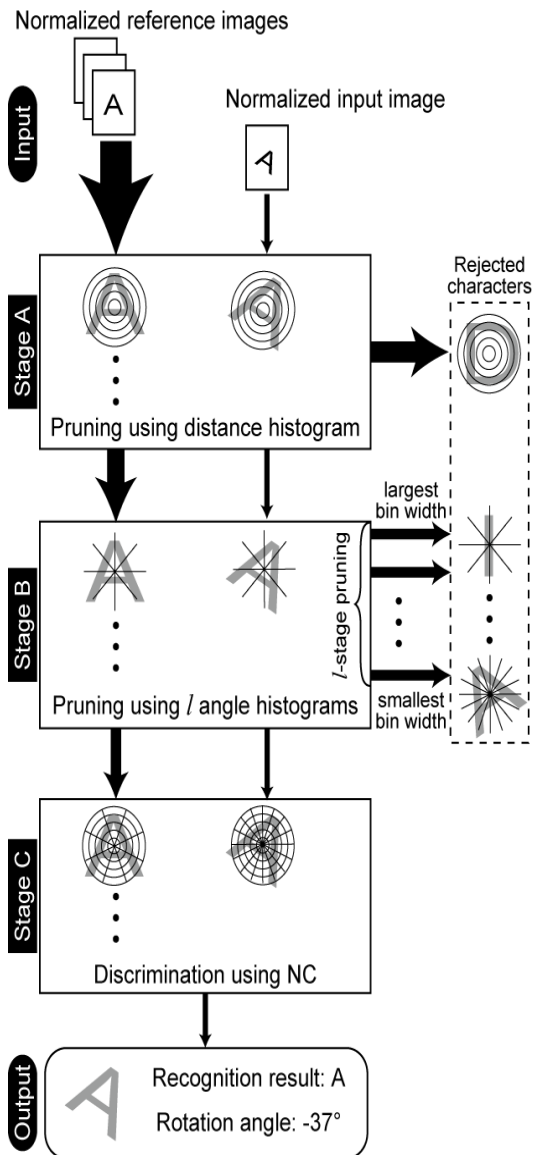 Normalized reference images
A
Normalized input image
A
Input
Rejected
characters
Stage A
A
A
D
Pruning using distance histogram
largest
bin width
Stage B
A
A
l-stage pruning
I
A
Pruning using l angle histograms
smallest
bin width
Stage C
A
A
Discrimination using NC
Output
A
Recognition result: A
Rotation angle: -37°